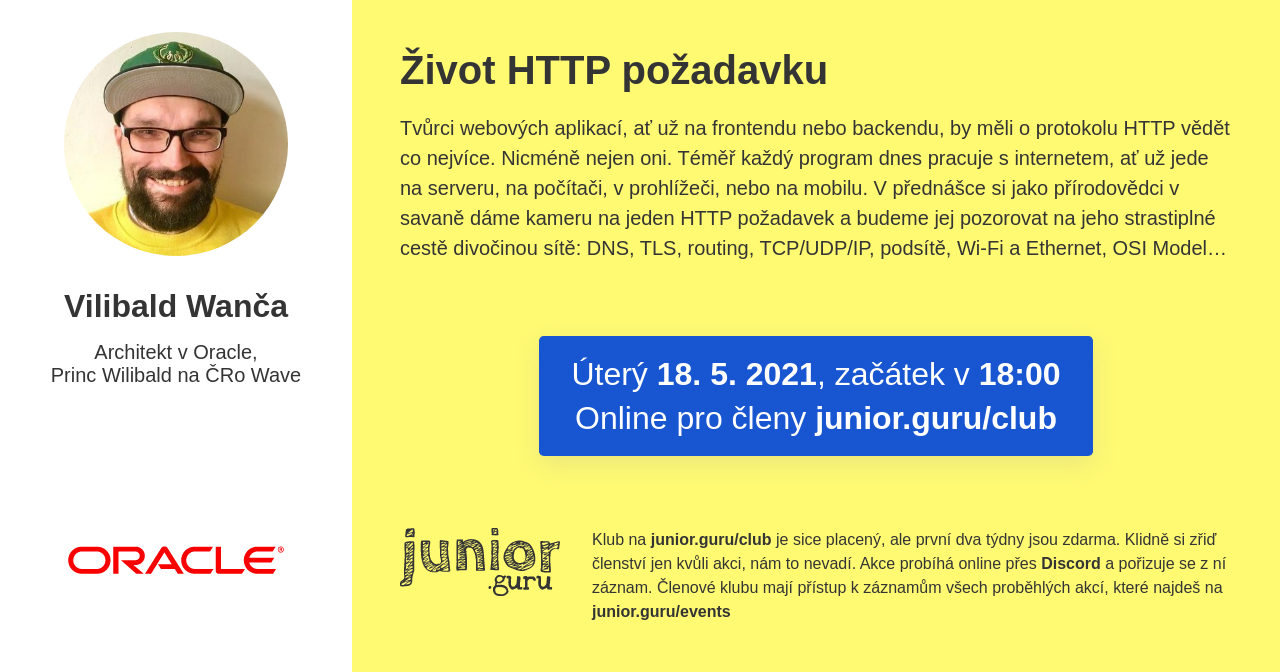 Vilibald Wanča
Architekt v Oracle,
Princ Wilibald na ČRo Wave
ORACLE®
Život HTTP požadavku
Tvůrci webových aplikací, ať už na frontendu nebo backendu, by měli o protokolu HTTP vědět
co nejvíce. Nicméně nejen oni. Téměř každý program dnes pracuje s internetem, ať už jede
na serveru, na počítači, v prohlížeči, nebo na mobilu. V přednášce si jako přírodovědci v
savaně dáme kameru na jeden HTTP požadavek a budeme jej pozorovat na jeho strastiplné
cestě divočinou sítě: DNS, TLS, routing, TCP/UDP/IP, podsítě, Wi-Fi a Ethernet, OSI Model…
Úterý 18. 5. 2021, začátek v 18:00
Online pro členy junior.guru/club
junior
.guru
Klub na junior.guru/club je sice placený, ale první dva týdny jsou zdarma. Klidně si zřiď
členství jen kvůli akci, nám to nevadí. Akce probíhá online přes Discord a pořizuje se z ní
záznam. Členové klubu mají přístup k záznamům všech proběhlých akcí, které najdeš na
junior.guru/events